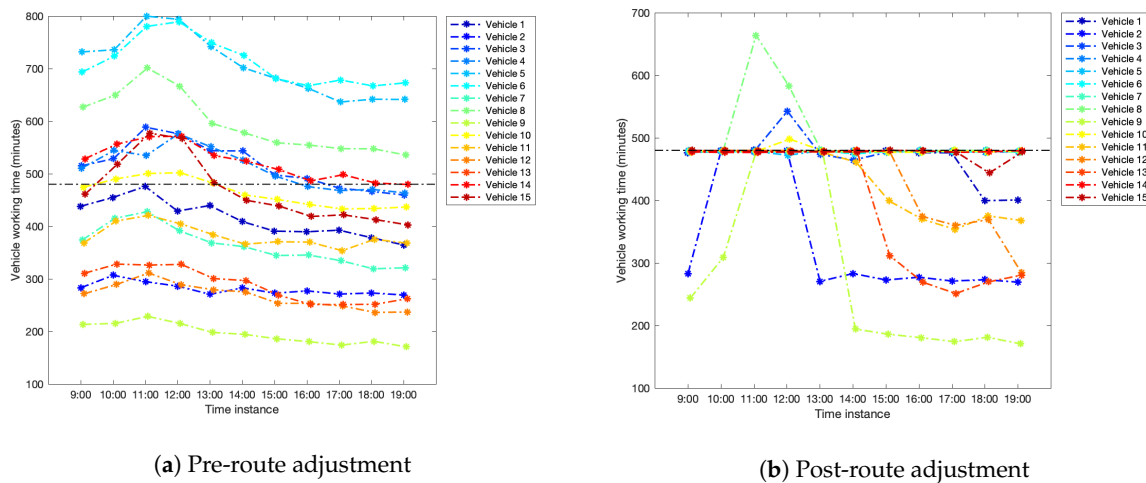 800
700
600
500
400
300
200
100
Vehicle working time (minutes)
9:00 10:00 11:00 12:00 13:00 14:00 15:00 16:00 17:00 18:00 19:00
Time instance
Vehicle 1
Vehicle 2
Vehicle 3
Vehicle 4
Vehicle 5
Vehicle 6
Vehicle 7
Vehicle 8
Vehicle 9
Vehicle 10
Vehicle 11
Vehicle 12
Vehicle 13
Vehicle 14
Vehicle 15
(a) Pre-route adjustment
700
600
500
400
300
200
100
Vehicle working time (minutes)
9:00 10:00 11:00 12:00 13:00 14:00 15:00 16:00 17:00 18:00 19:00
Time instance
Vehicle 1
Vehicle 2
Vehicle 3
Vehicle 4
Vehicle 5
Vehicle 6
Vehicle 7
Vehicle 8
Vehicle 9
Vehicle 10
Vehicle 11
Vehicle 12
Vehicle 13
Vehicle 14
Vehicle 15
(b) Post-route adjustment